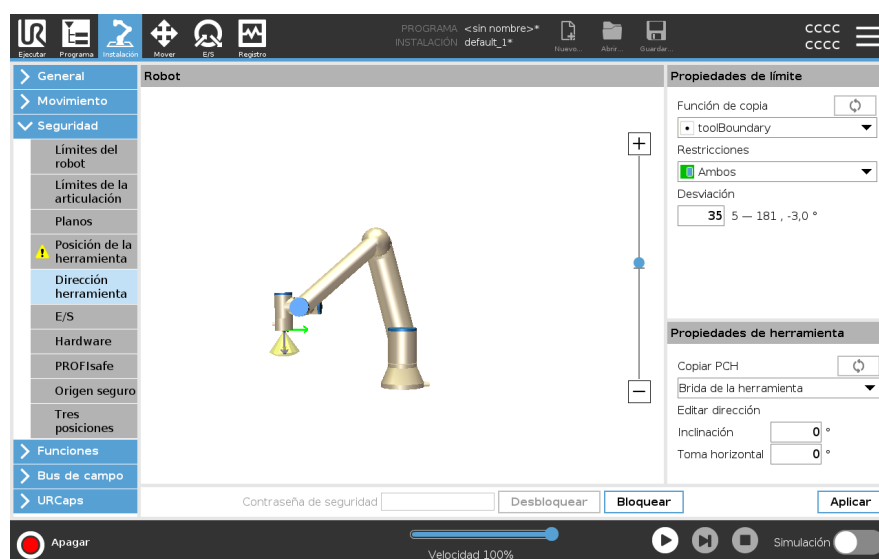 PROGRAMA <sin nombre>*
INSTALACIÓN default_1*
Ejecutar Programa Instalación Mover E/S Registro Nuevo... Abrir... Guardar...
cccc
cccc
General
Movimiento
Seguridad
Límites del
robot
Límites de la
articulación
Planos
Posición de la
herramienta
Dirección
herramienta
E/S
Hardware
PROFIsafe
Origen seguro
Tres
posiciones
Funciones
Bus de campo
URCaps
Robot
Propiedades de límite
Función de copia
toolBoundary
Restricciones
Ambos
Desviación
35 5 — 181 , -3,0 °
Propiedades de herramienta
Copiar PCH
Brida de la herramienta
Editar dirección
Inclinación 0 °
Toma horizontal 0 °
Contraseña de seguridad Desbloquear Bloquear Aplicar
Apagar
Velocidad 100%
Simulación